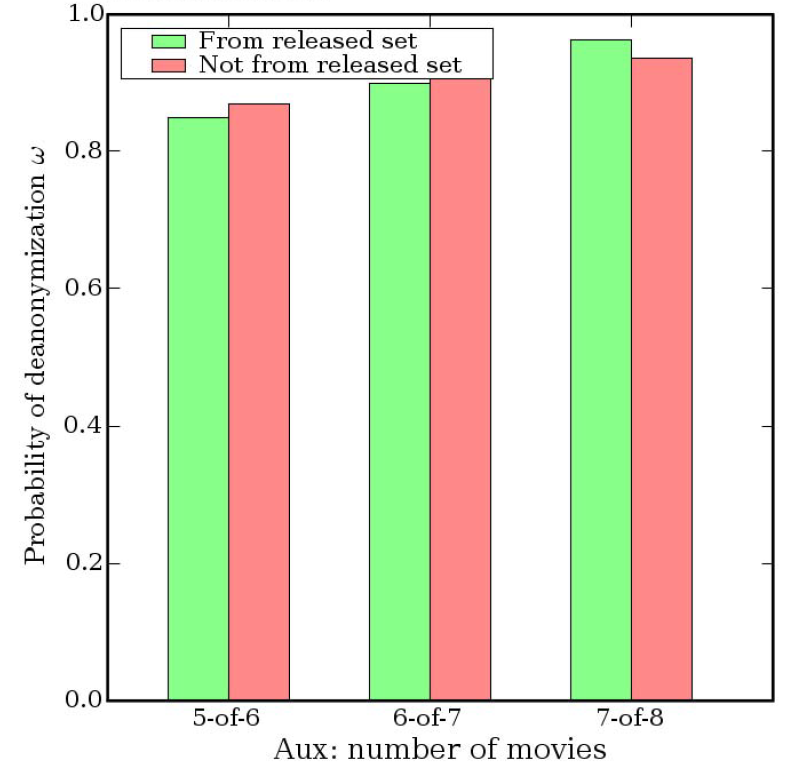 1.0
From released set
Not from released set
0.8
0.6
0.4
0.2
0.0
Probability of deanonymization ω
5-of-6 6-of-7 7-of-8
Aux: number of movies